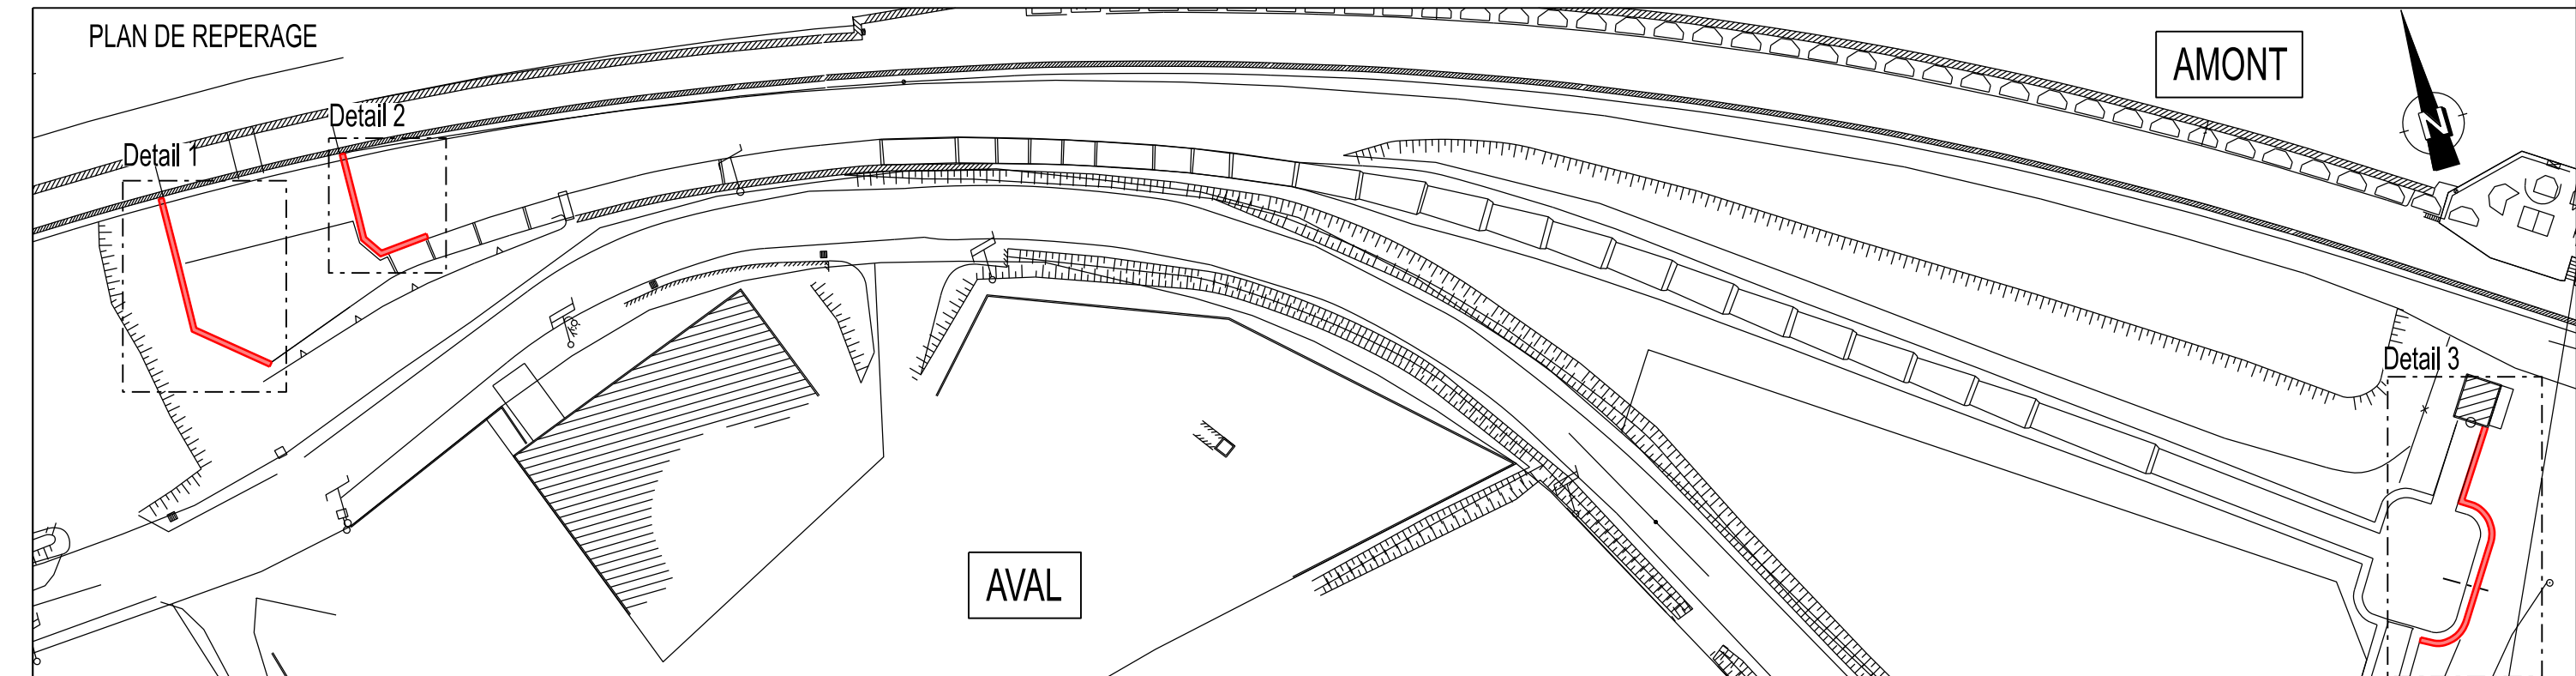 PLAN DE REPERAGE
AMONT
N
Detail 2
Detail 1
Detail 3
AVAL